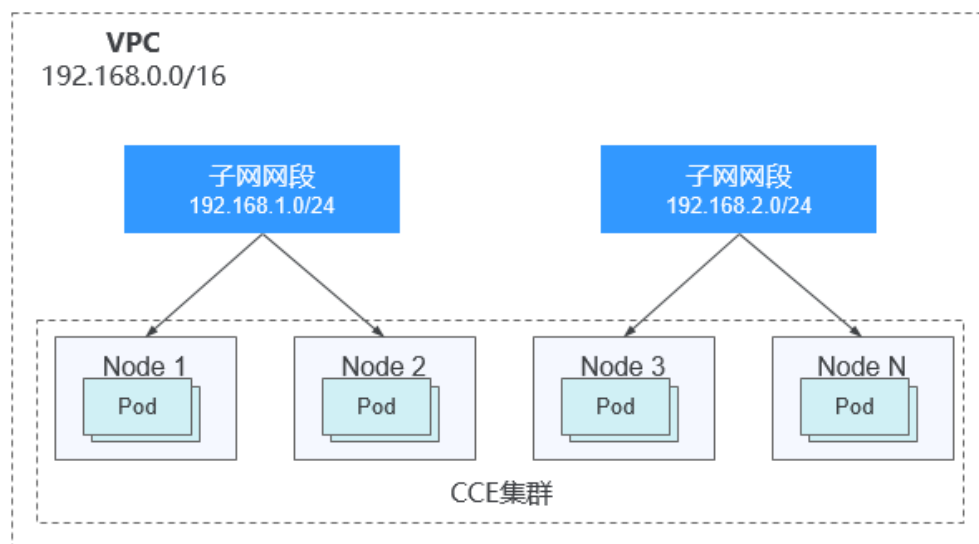 VPC
192.168.0.0/16
子网网段
192.168.1.0/24
子网网段
192.168.2.0/24
Node 1
Pod
Node 2
Pod
Node 3
Pod
Node N
Pod
CCE集群